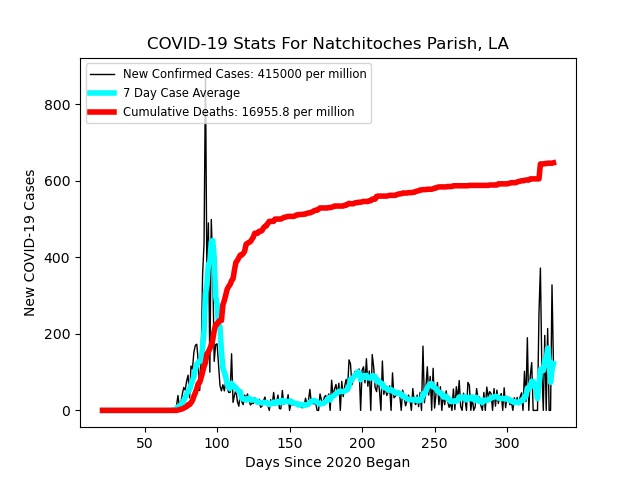 COVID-19 Stats For Natchitoches Parish, LA
New Confirmed Cases: 415000 per million
7 Day Case Average
Cumulative Deaths: 16955.8 per million
800
600
400
200
0
New COVID-19 Cases
50 100 150 200 250 300
Days Since 2020 Began